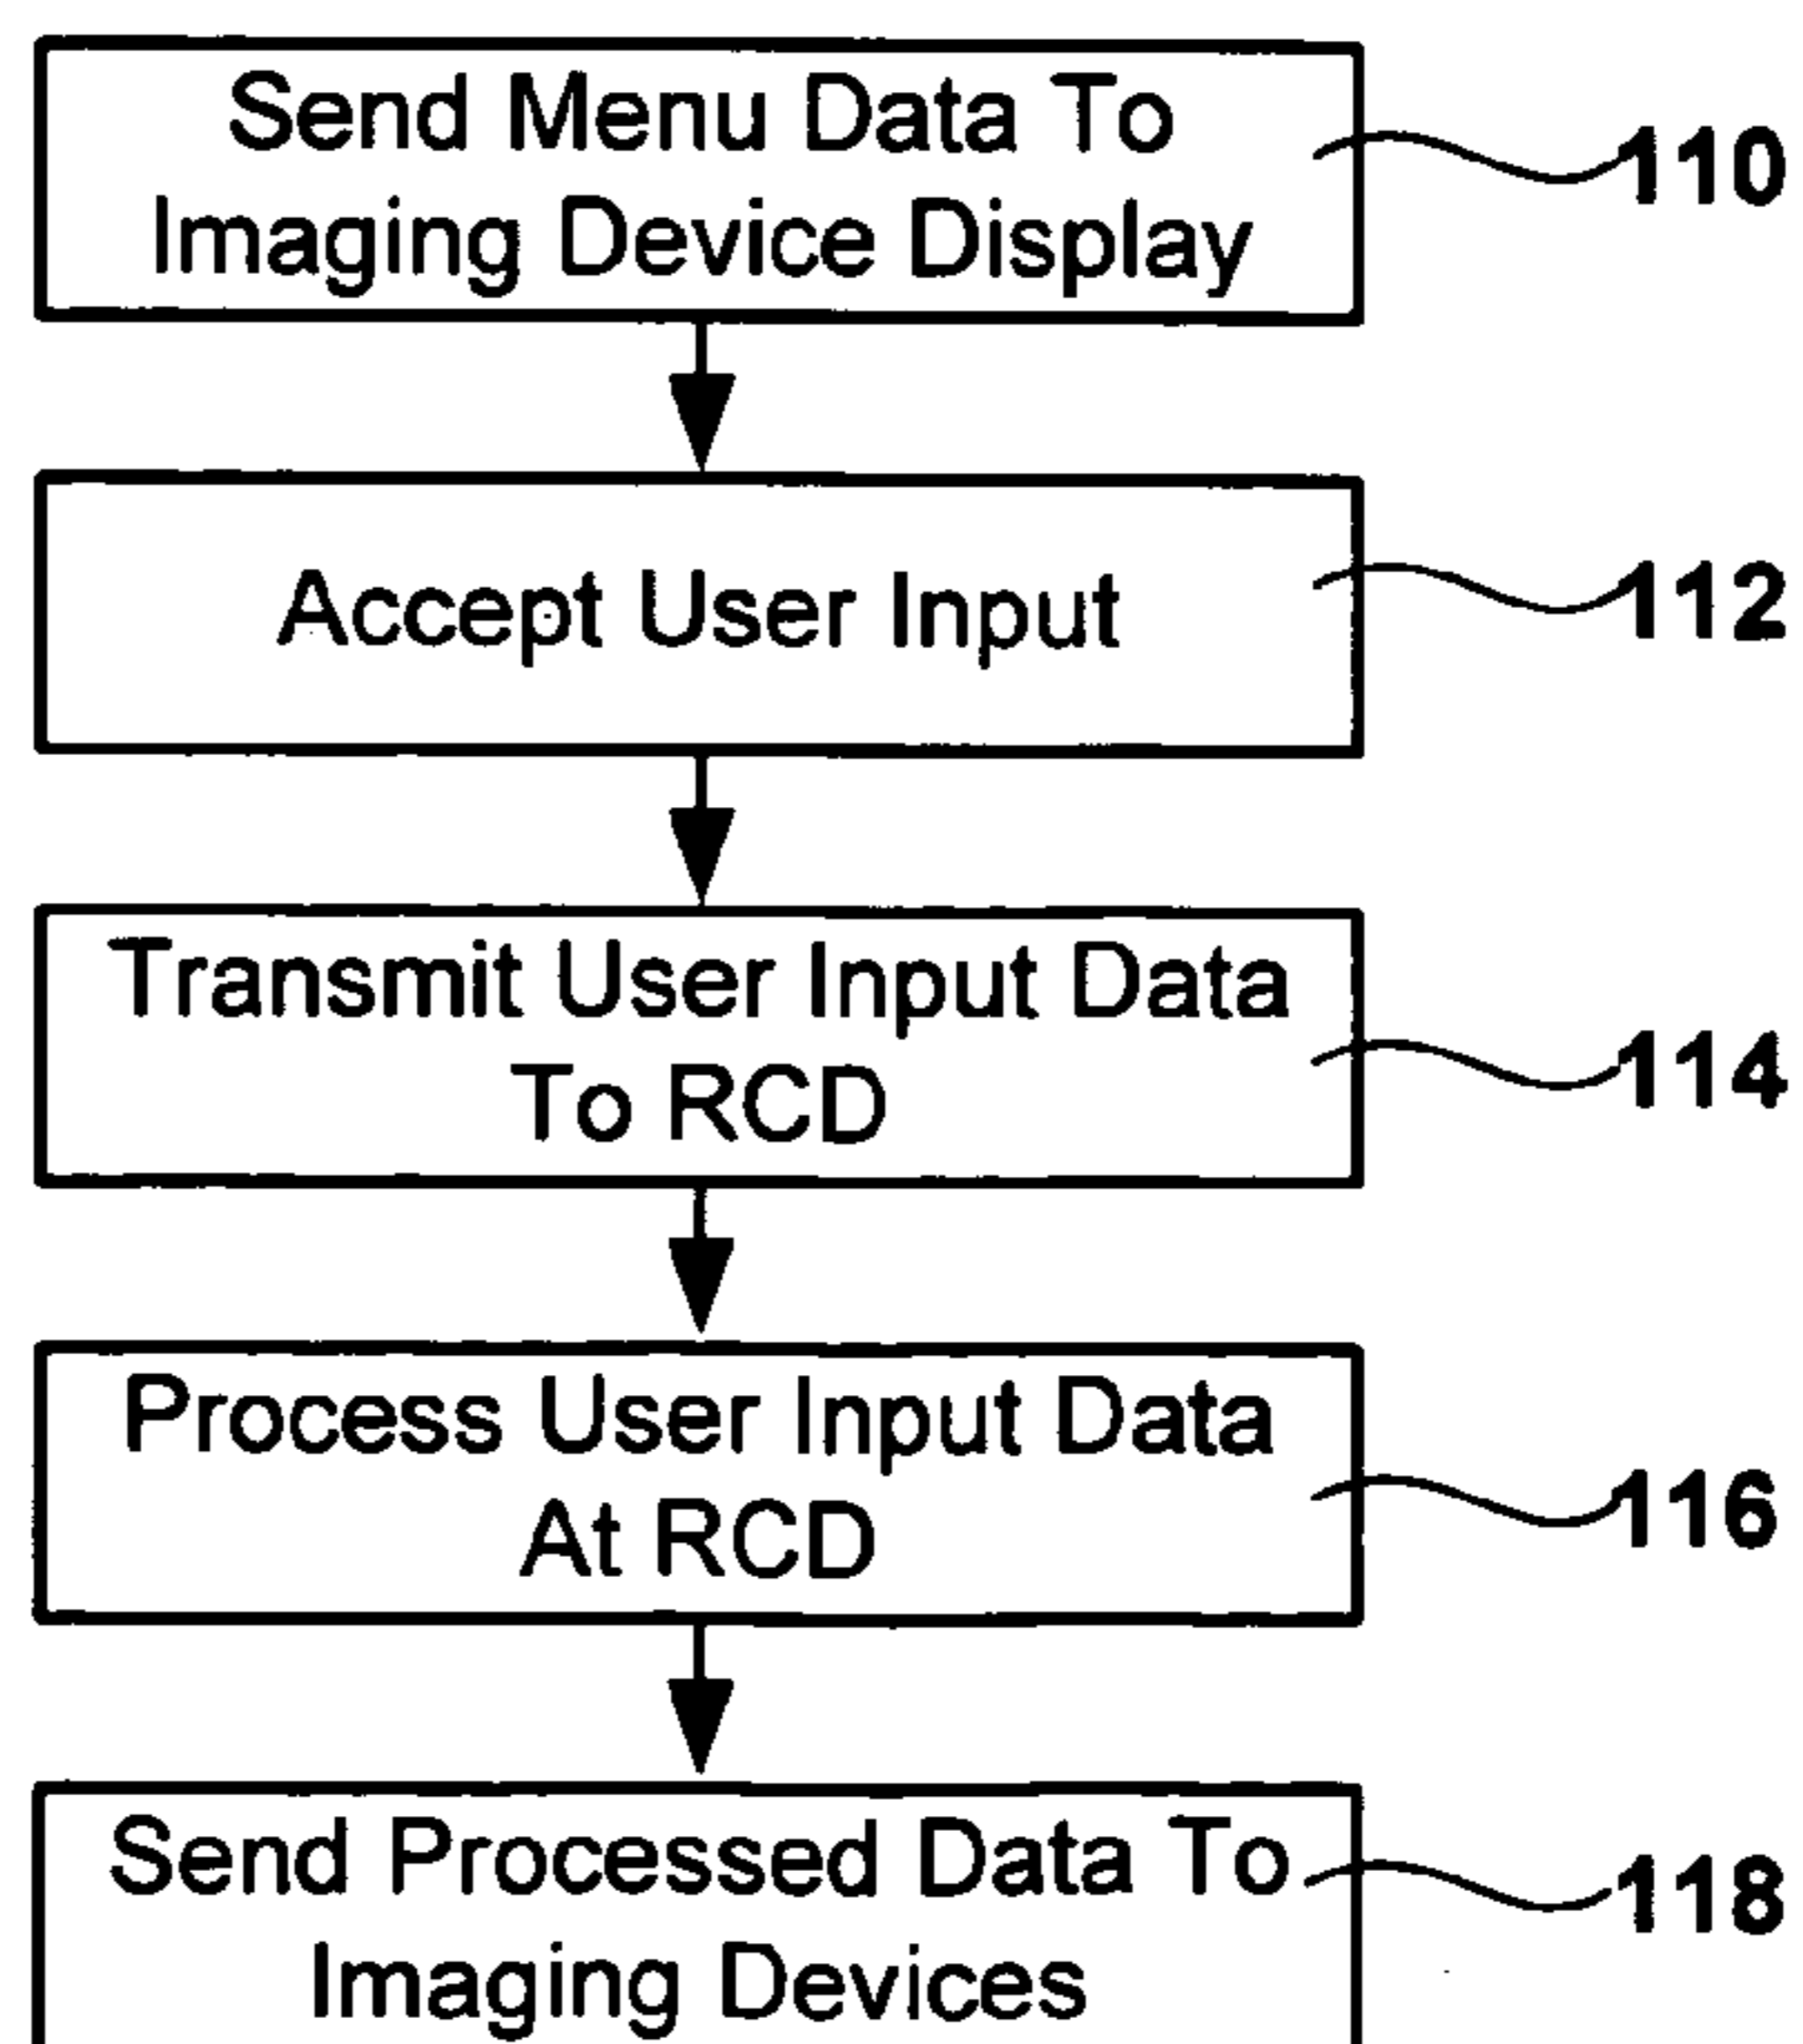 Send Menu Data To
Imaging Device Display
110
Accept User Input
112
Transmit User Input Data
To RCD
114
Process User Input Data
At RCD
116
Send Processed Data To
Imaging Devices
118